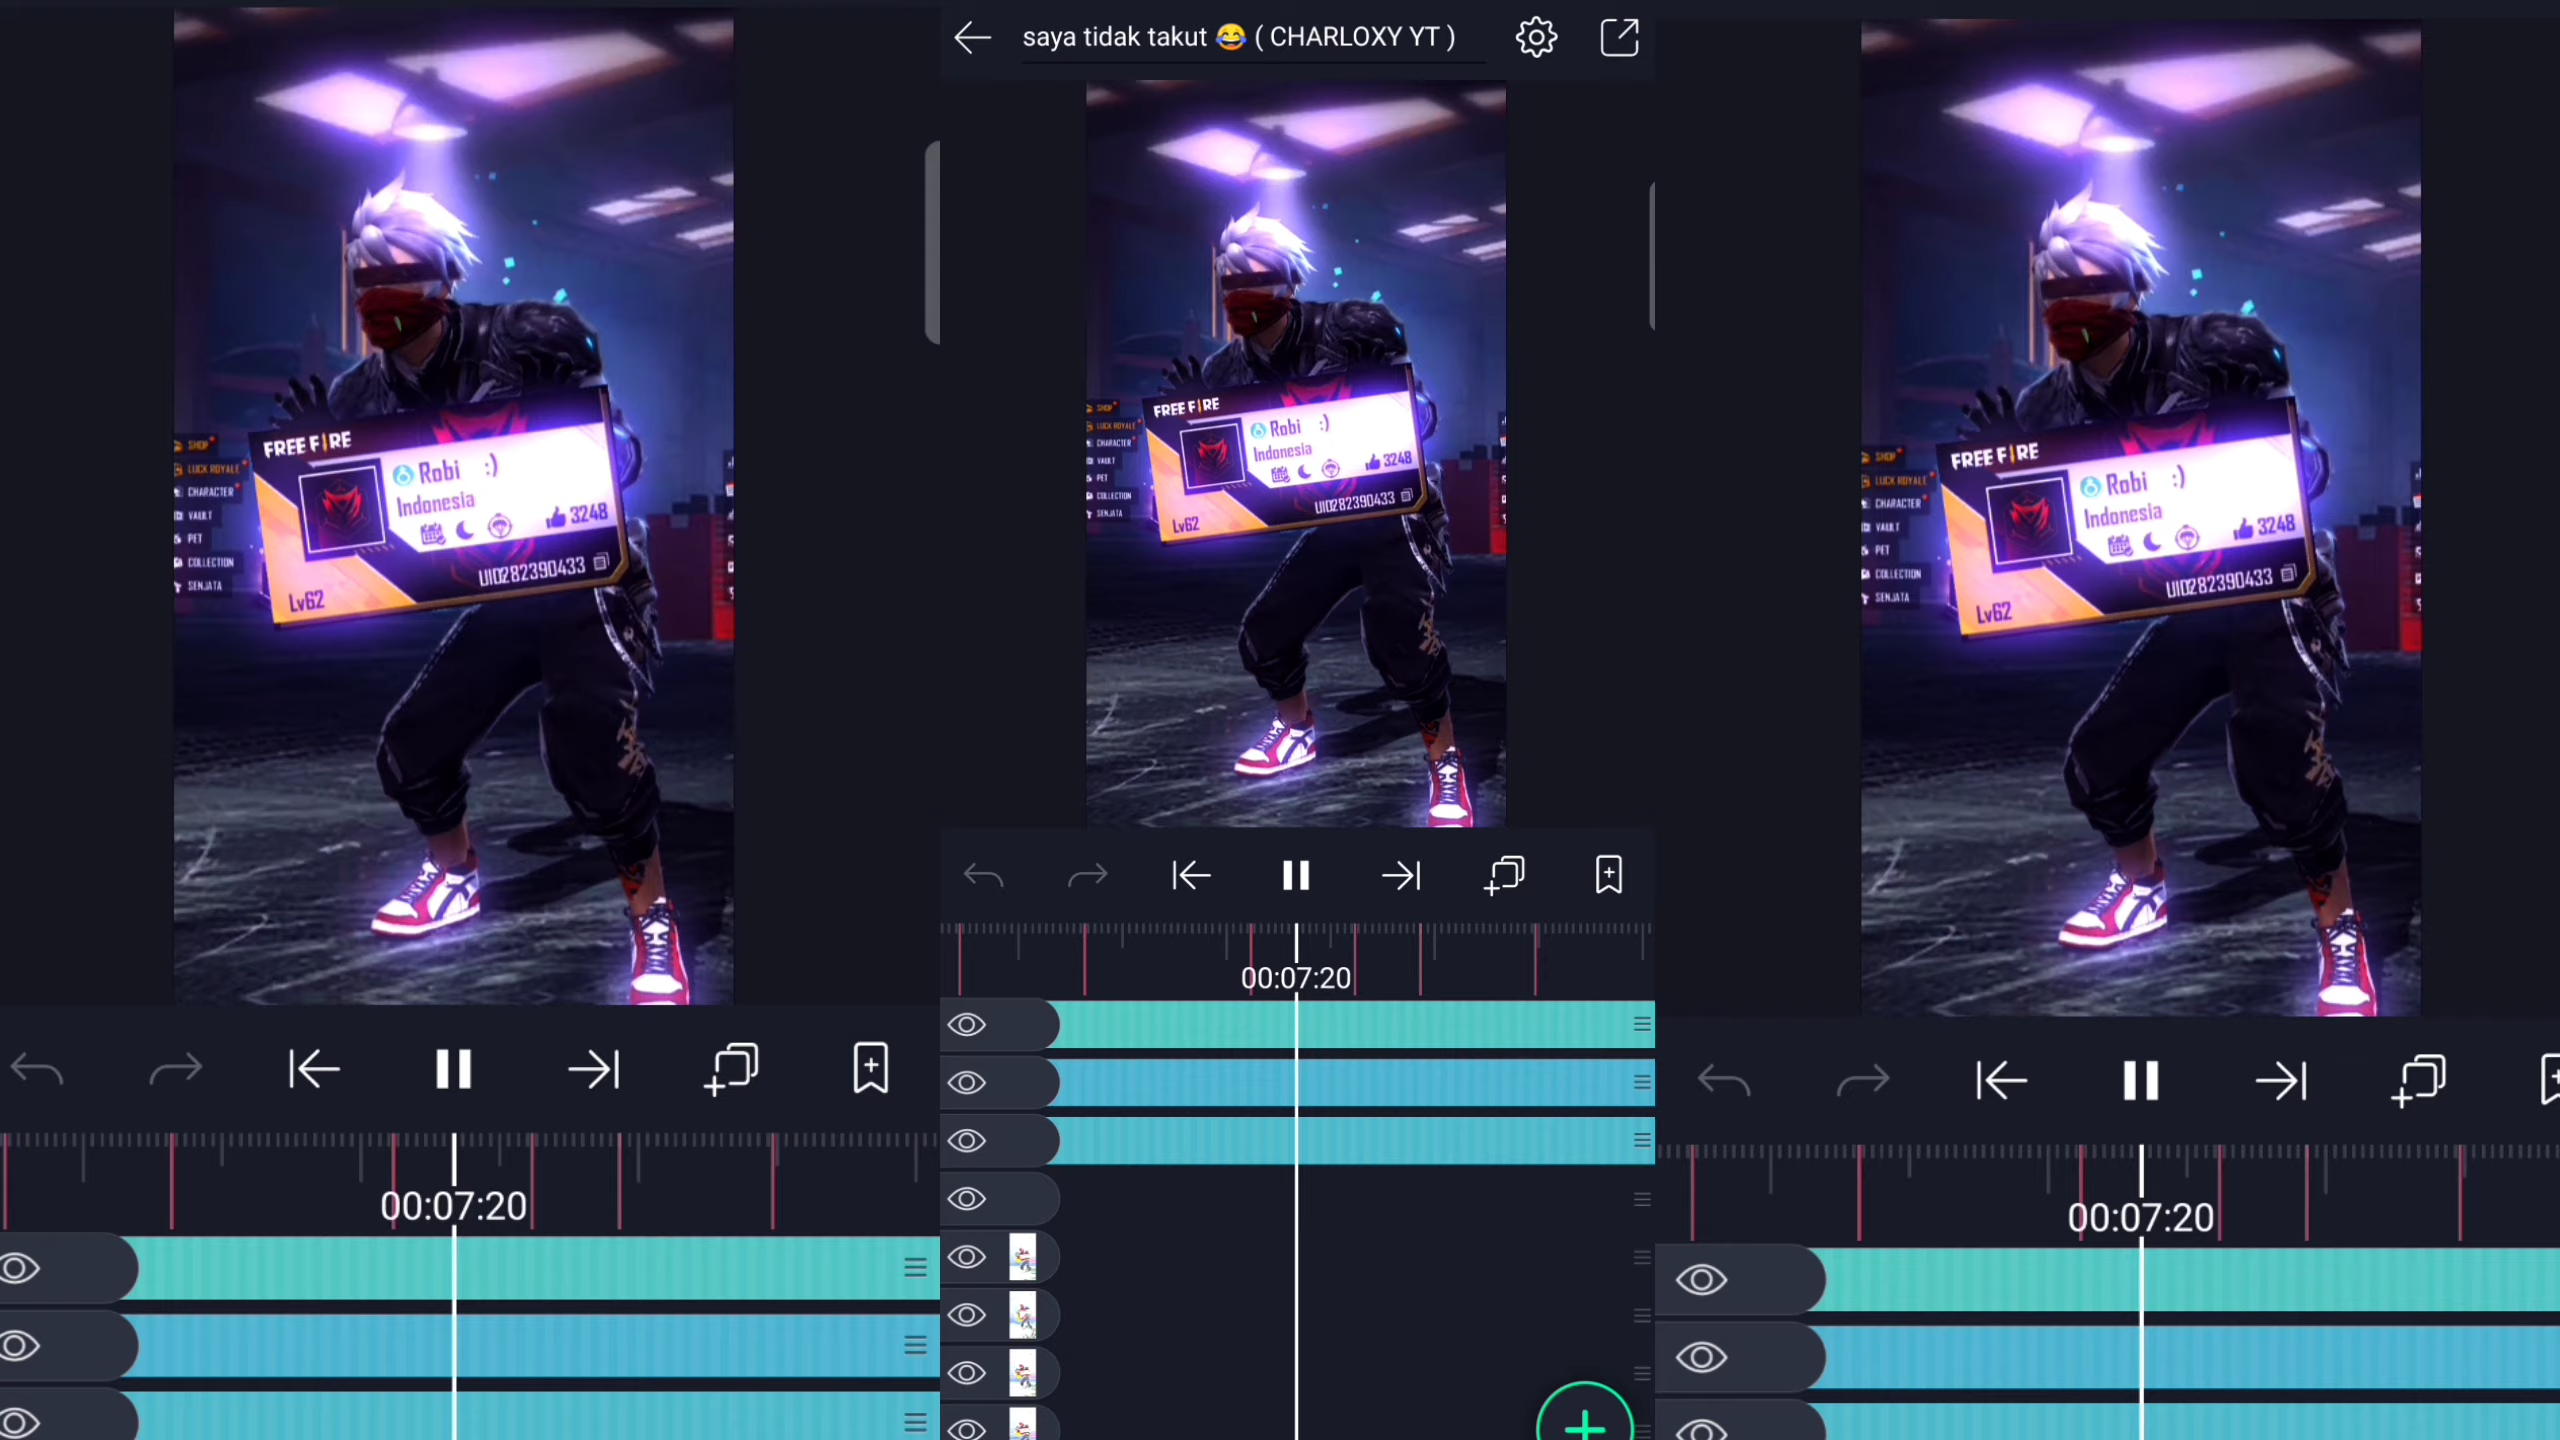 FREE FIRE
Robi :)
Indonesia
3248
UID282390433
Lv62
SHOP
LUCK ROYALE
CHARACTER
VAULT
PET
COLLECTION
SENJATA
00:07:20
saya tidak takut 😂 ( CHARLOXY YT )
FREE FIRE
Robi :)
Indonesia
3248
UID282390433
Lv62
SHOP
LUCK ROYALE
CHARACTER
VAULT
PET
COLLECTION
SENJATA
00:07:20
FREE FIRE
Robi :)
Indonesia
3248
UID282390433
Lv62
SHOP
LUCK ROYALE
CHARACTER
VAULT
PET
COLLECTION
SENJATA
00:07:20